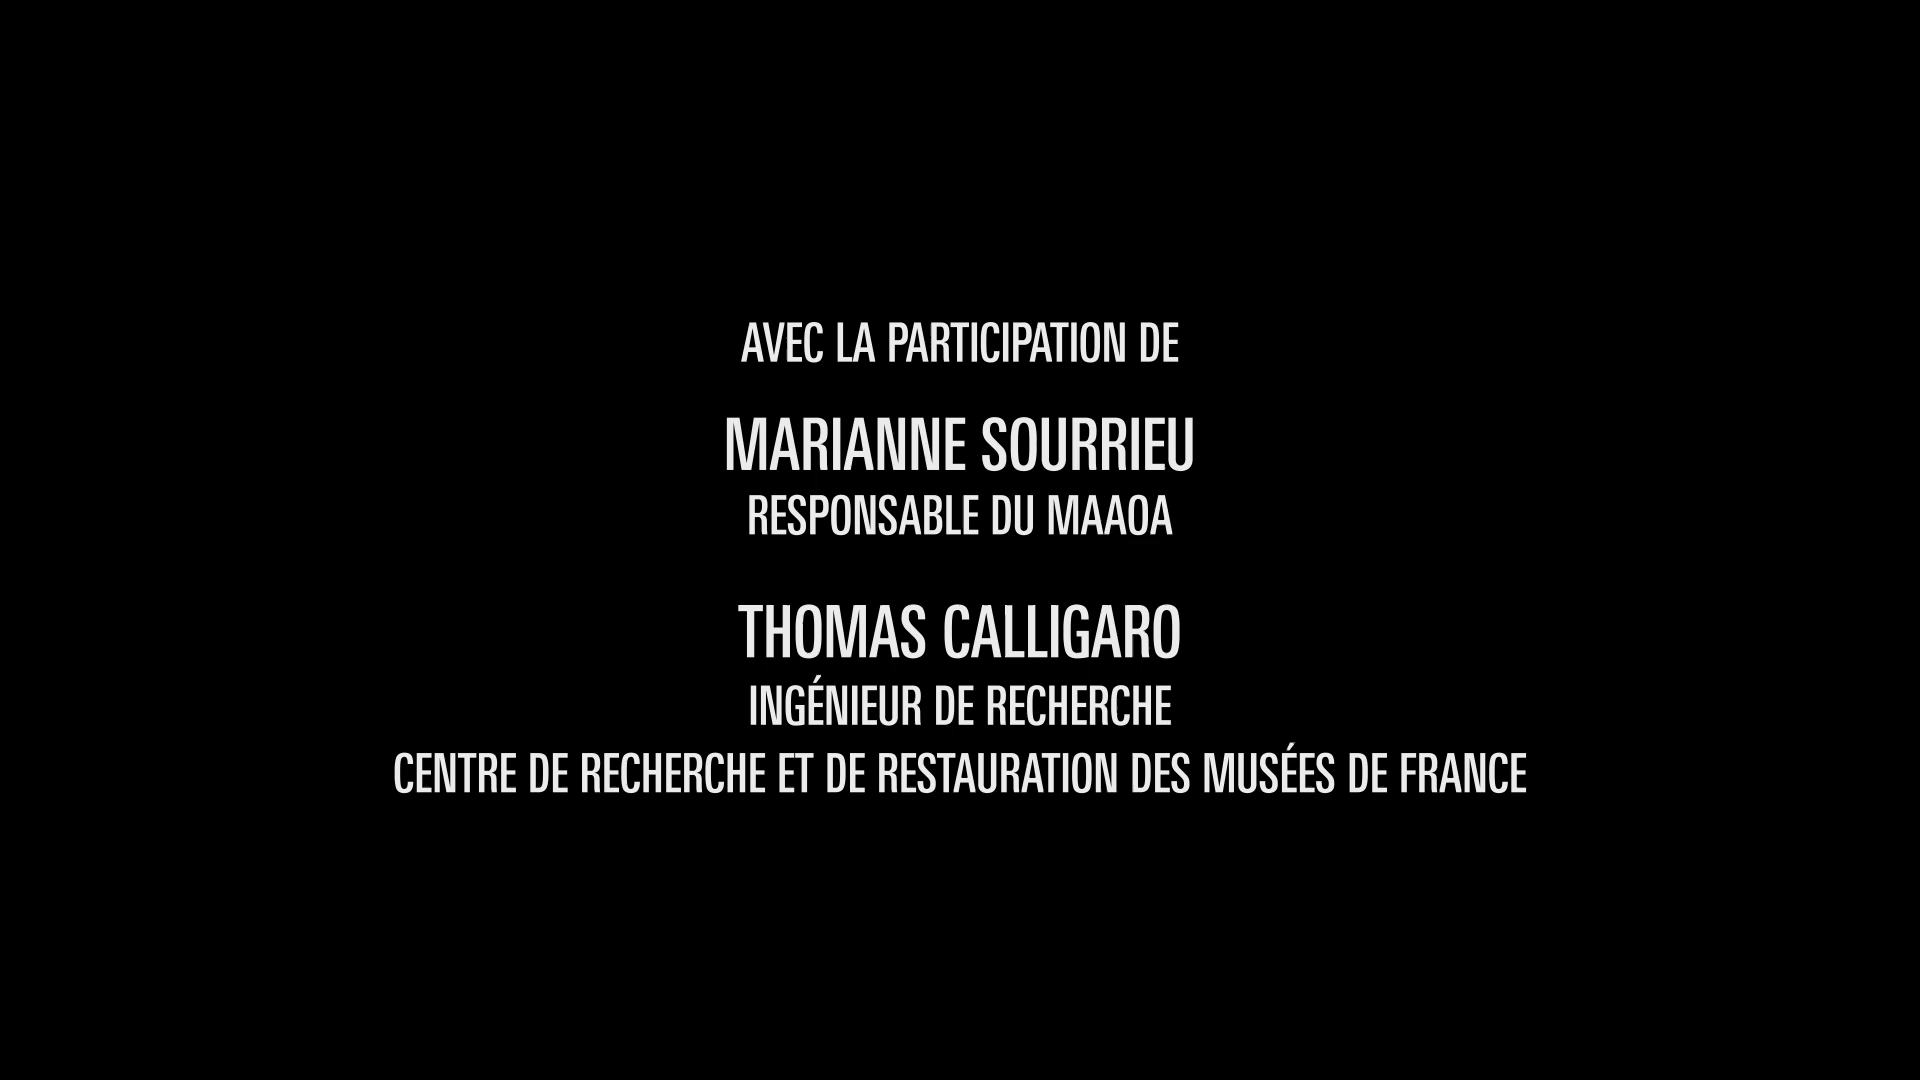 AVEC LA PARTICIPATION DE
MARIANNE SOURRIEU
RESPONSABLE DU MAAOA
THOMAS CALLIGARO
INGÉNIEUR DE RECHERCHE
CENTRE DE RECHERCHE ET DE RESTAURATION DES MUSÉES DE FRANCE